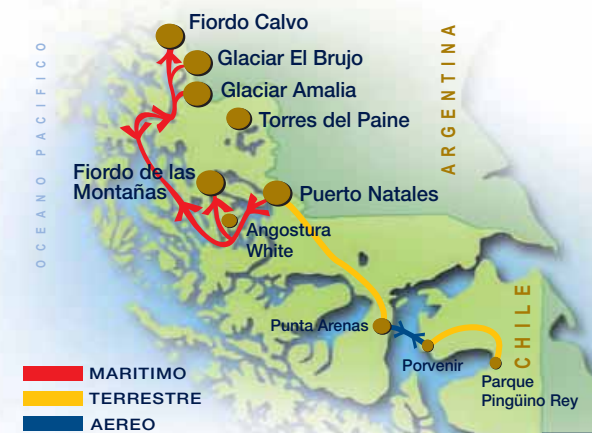 Fiordo Calvo
Glaciar El Brujo
Glaciar Amalia
Torres del Paine
OCEANO PACIFICO
ARGENTINA
Fiordo de las
Montañas
Puerto Natales
Angostura
White
CHILE
Punta Arenas
Porvenir
Parque
Pingüino Rey
MARITIMO
TERRESTRE
AEREO